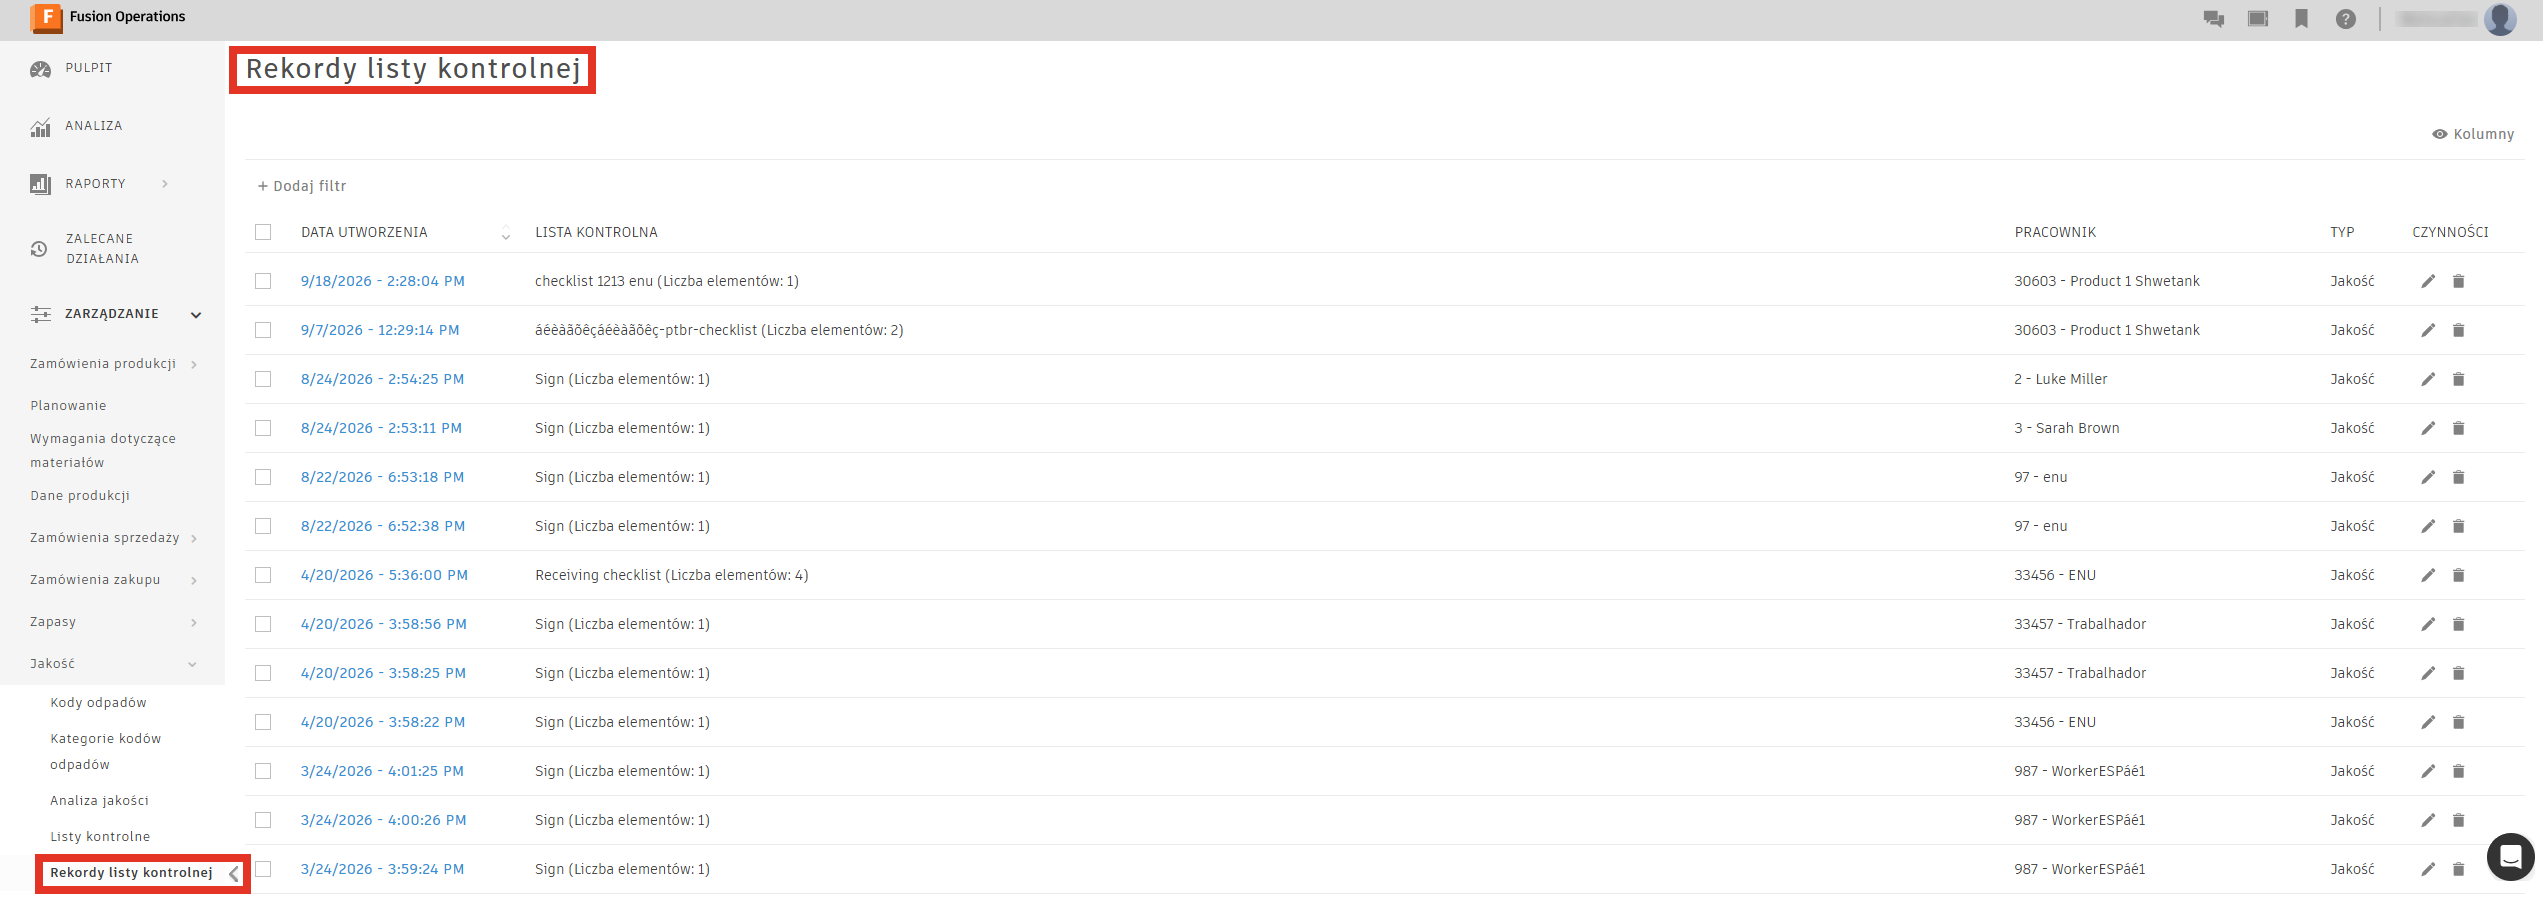 Fusion Operations
PULPIT
ANALIZA
RAPORTY
ZALECANE
DZIAŁANIA
ZARZĄDZANIE
Zamówienia produkcji
Planowanie
Wymagania dotyczące
materiałów
Dane produkcji
Zamówienia sprzedaży
Zamówienia zakupu
Zapasy
Jakość
Kody odpadów
Kategorie kodów
odpadów
Analiza jakości
Listy kontrolne
Rekordy listy kontrolnej
Rekordy listy kontrolnej
Kolumny
+ Dodaj filtr
DATA UTWORZENIA LISTA KONTROLNA PRACOWNIK TYP CZYNNOŚCI
9/18/2026 - 2:28:04 PM checklist 1213 enu (Liczba elementów: 1) 30603 - Product 1 Shwetank Jakość
9/7/2026 - 12:29:14 PM áéèàãõêçáéèàãõêç-ptbr-checklist (Liczba elementów: 2) 30603 - Product 1 Shwetank Jakość
8/24/2026 - 2:54:25 PM Sign (Liczba elementów: 1) 2 - Luke Miller Jakość
8/24/2026 - 2:53:11 PM Sign (Liczba elementów: 1) 3 - Sarah Brown Jakość
8/22/2026 - 6:53:18 PM Sign (Liczba elementów: 1) 97 - enu Jakość
8/22/2026 - 6:52:38 PM Sign (Liczba elementów: 1) 97 - enu Jakość
4/20/2026 - 5:36:00 PM Receiving checklist (Liczba elementów: 4) 33456 - ENU Jakość
4/20/2026 - 3:58:56 PM Sign (Liczba elementów: 1) 33457 - Trabalhador Jakość
4/20/2026 - 3:58:25 PM Sign (Liczba elementów: 1) 33457 - Trabalhador Jakość
4/20/2026 - 3:58:22 PM Sign (Liczba elementów: 1) 33456 - ENU Jakość
3/24/2026 - 4:01:25 PM Sign (Liczba elementów: 1) 987 - WorkerESPáé1 Jakość
3/24/2026 - 4:00:26 PM Sign (Liczba elementów: 1) 987 - WorkerESPáé1 Jakość
3/24/2026 - 3:59:24 PM Sign (Liczba elementów: 1) 987 - WorkerESPáé1 Jakość